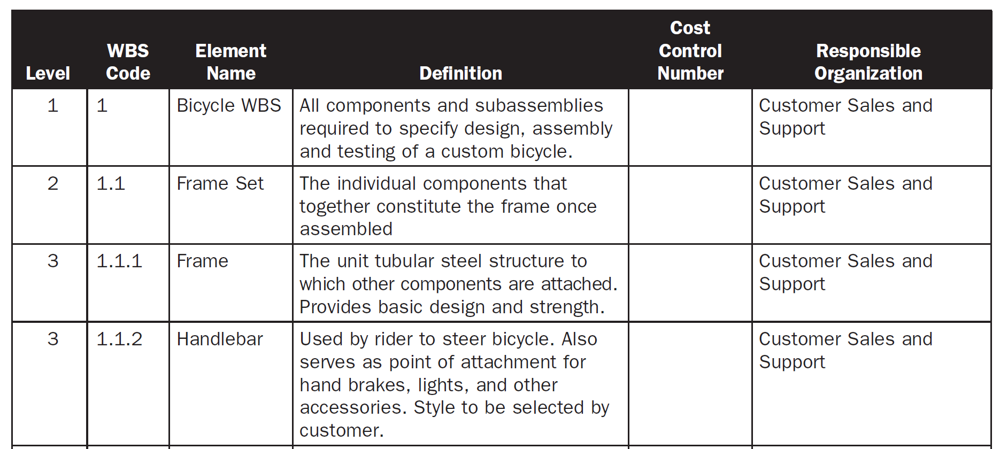 Level
WBS
Code
Element
Name
Definition
Cost
Control
Number
Responsible
Organization
1
1
Bicycle WBS
All components and subassemblies
required to specify design, assembly
and testing of a custom bicycle.
Customer Sales and
Support
2
1.1
Frame Set
The individual components that
together constitute the frame once
assembled
Customer Sales and
Support
3
1.1.1
Frame
The unit tubular steel structure to
which other components are attached.
Provides basic design and strength.
Customer Sales and
Support
3
1.1.2
Handlebar
Used by rider to steer bicycle. Also
serves as point of attachment for
hand brakes, lights, and other
accessories. Style to be selected by
customer.
Customer Sales and
Support